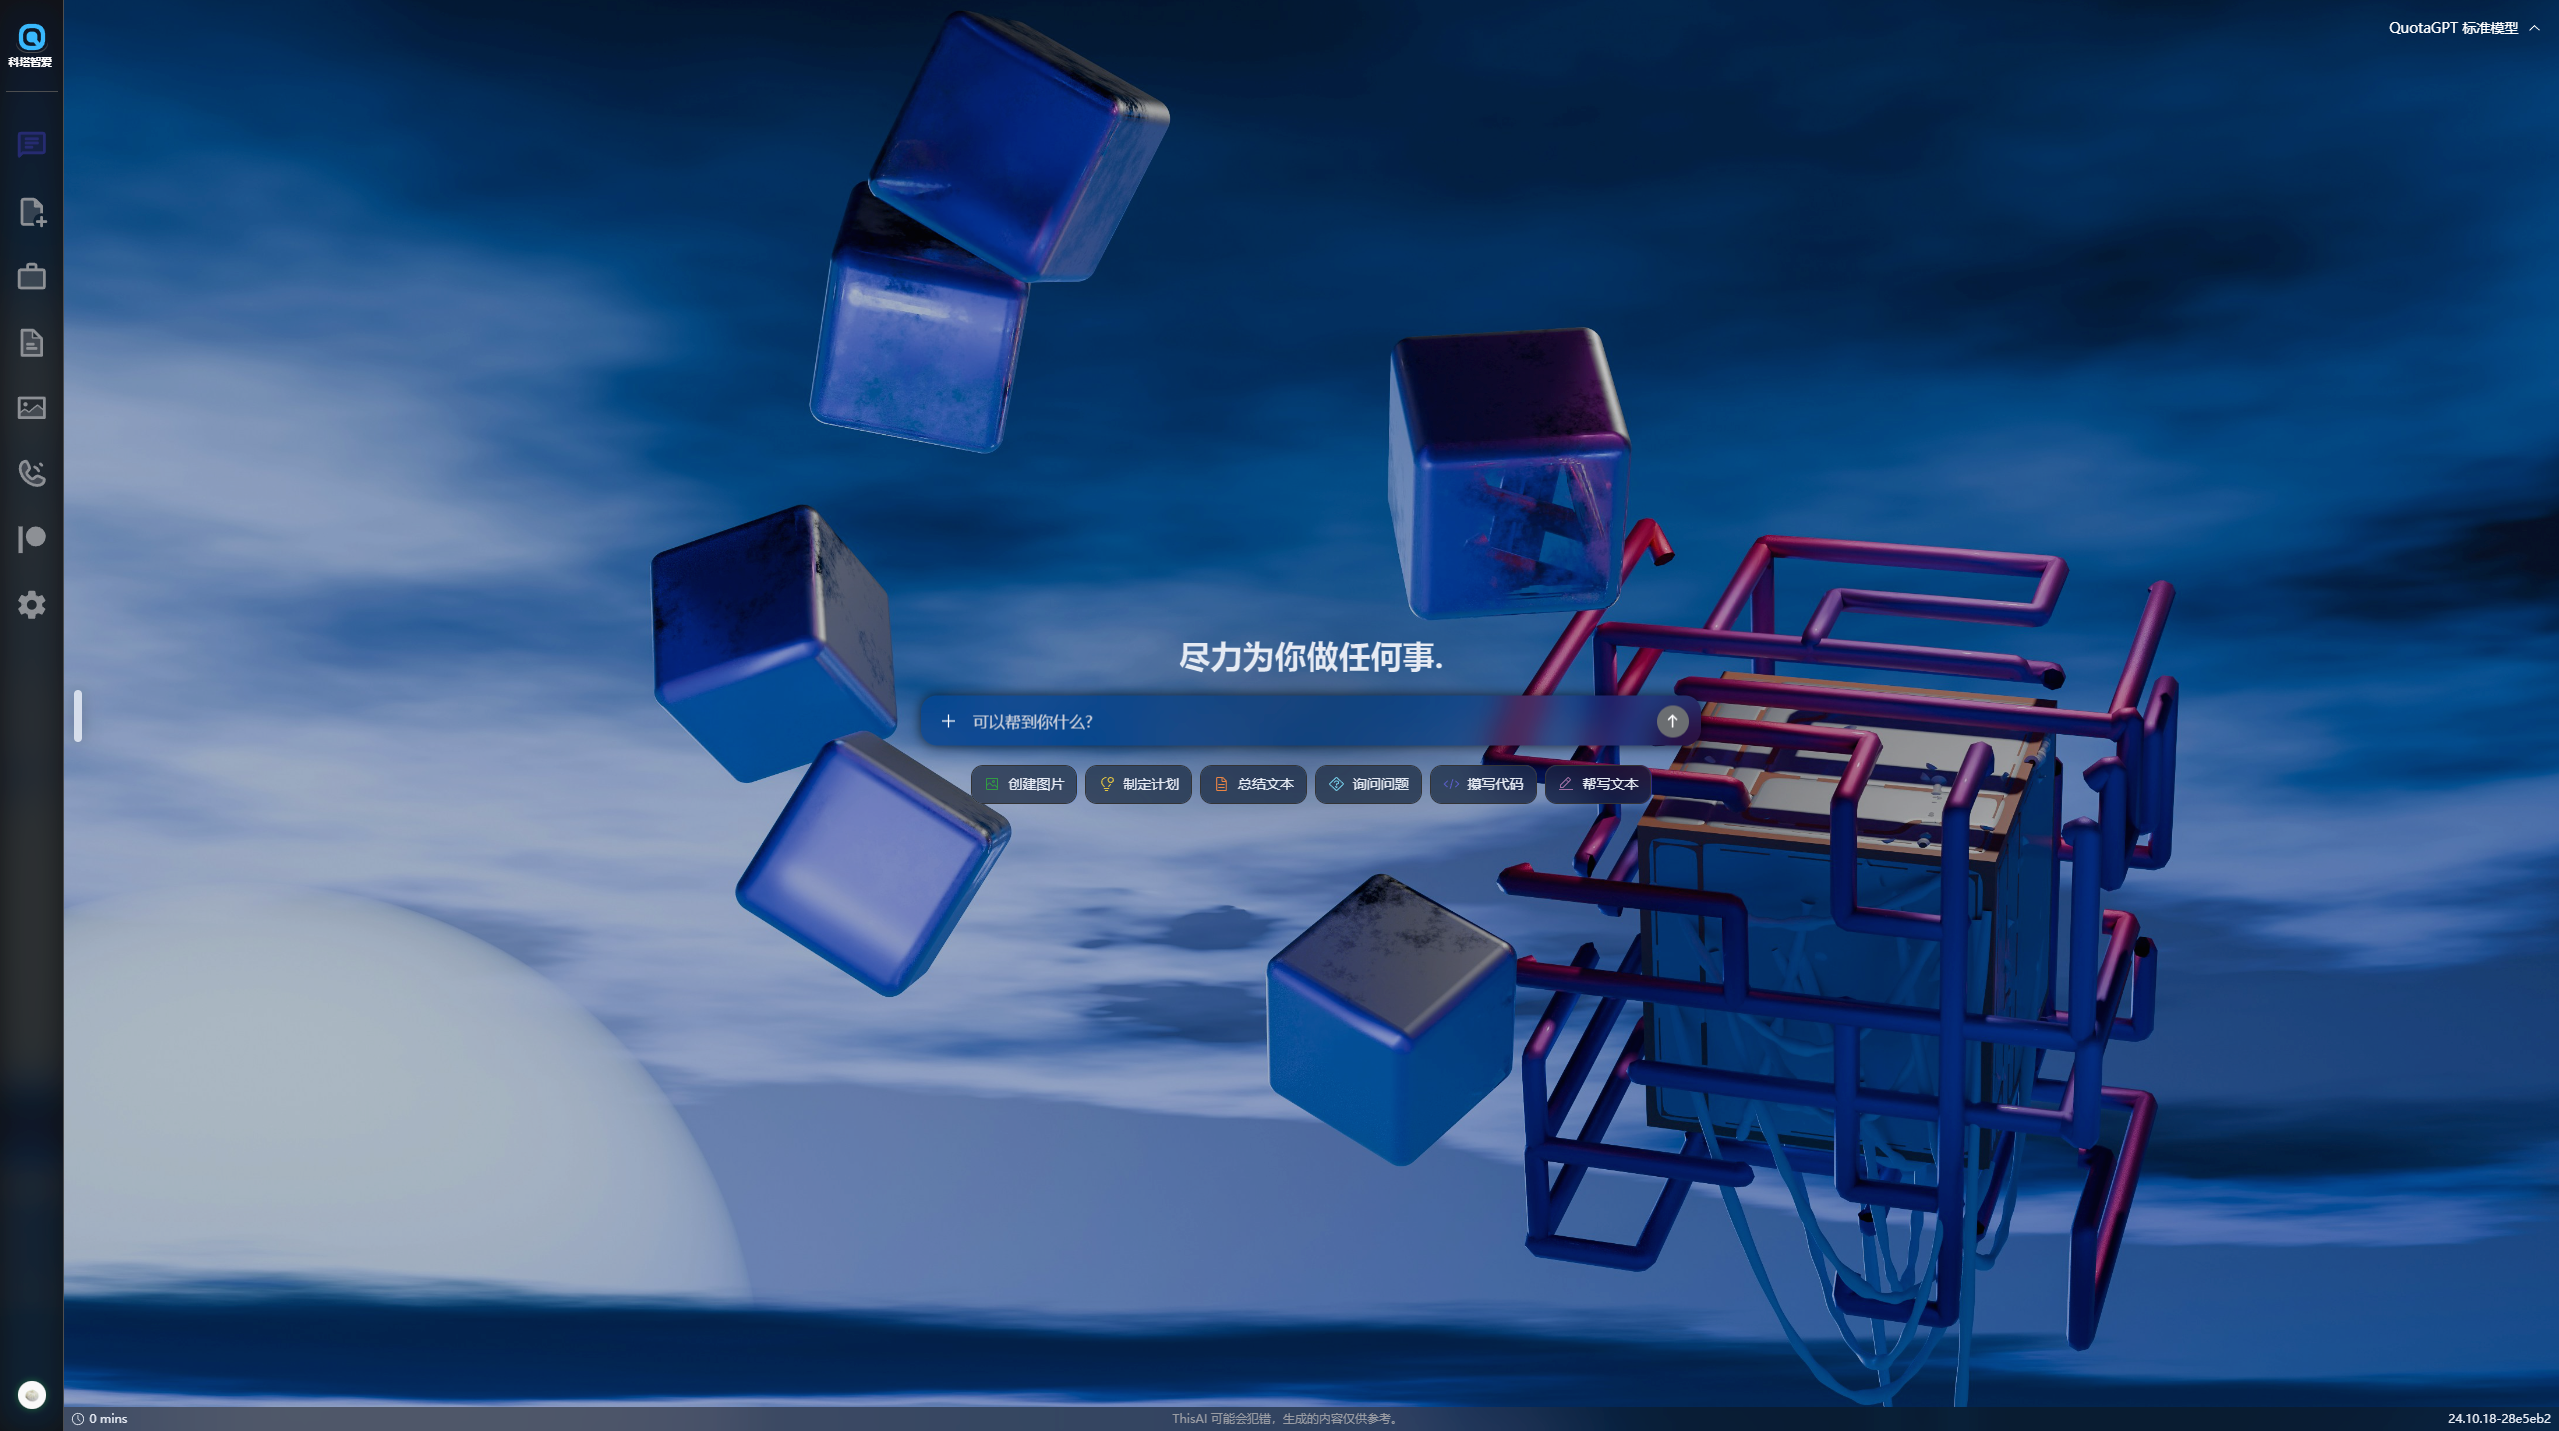 科塔智爱
QuotaGPT 标准模型
尽力为你做任何事.
可以帮到你什么?
创建图片
制定计划
总结文本
询问问题
撰写代码
帮写文本
0 mins
ThisAI 可能会犯错，生成的内容仅供参考。
24.10.18-28e5eb2